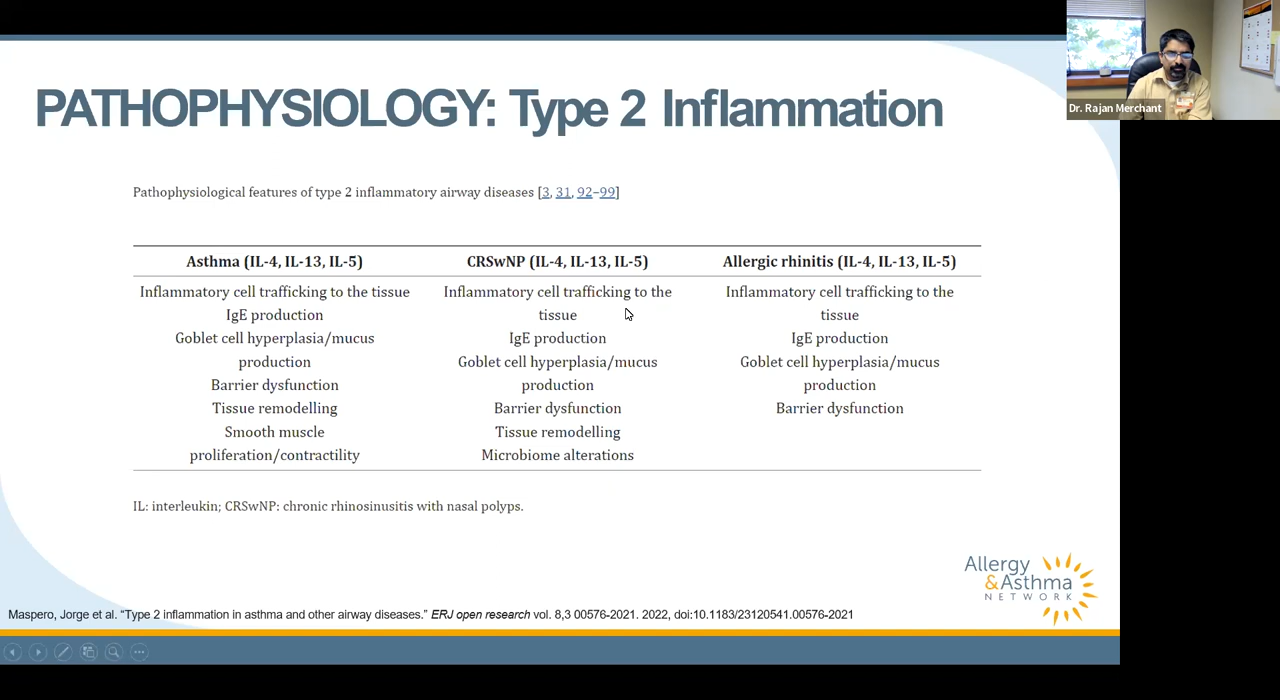 PATHOPHYSIOLOGY: Type 2 Inflammation
Dr. Rajan Merchant
Pathophysiological features of type 2 inflammatory airway diseases [3, 31, 92–99]
Asthma (IL-4, IL-13, IL-5)
Inflammatory cell trafficking to the tissue
IgE production
Goblet cell hyperplasia/mucus
production
Barrier dysfunction
Tissue remodelling
Smooth muscle
proliferation/contractility
CRSwNP (IL-4, IL-13, IL-5)
Inflammatory cell trafficking to the
tissue
IgE production
Goblet cell hyperplasia/mucus
production
Barrier dysfunction
Tissue remodelling
Microbiome alterations
Allergic rhinitis (IL-4, IL-13, IL-5)
Inflammatory cell trafficking to the
tissue
IgE production
Goblet cell hyperplasia/mucus
production
Barrier dysfunction
IL: interleukin; CRSwNP: chronic rhinosinusitis with nasal polyps.
Allergy
&Asthma
NETWORK
Maspero, Jorge et al. “Type 2 inflammation in asthma and other airway diseases.” ERJ open research vol. 8,3 00576-2021. 2022, doi:10.1183/23120541.00576-2021